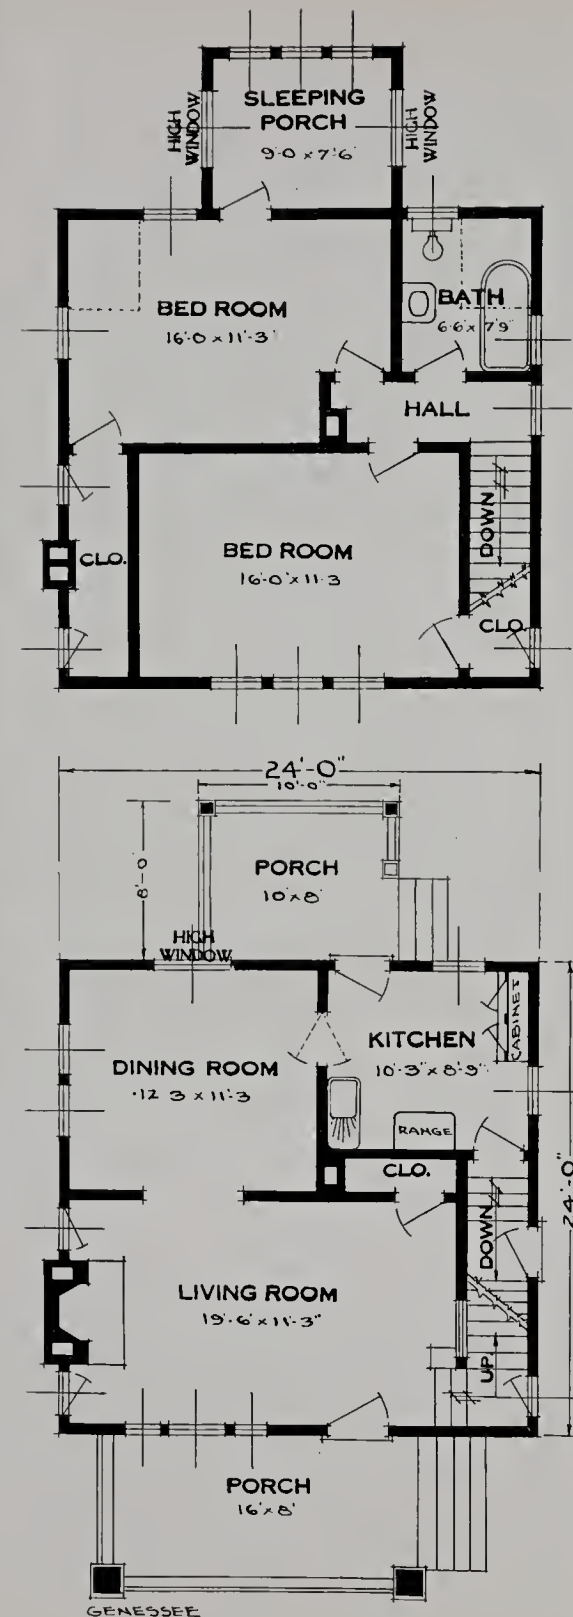 SLEEPING
PORCH
9-0 x 7'6"
HIGH
WINDOW
HIGH
WINDOW
BED ROOM
16'-0 x 11'-3"
BATH
6'-6" x 7'9"
HALL
DOWN
CLO.
BED ROOM
16-0" x 11-3
CLO.
24'-0"
10'-0"
8'-0"
PORCH
10' x 8'
HIGH
WINDOW
KITCHEN
10'-3" x 8'-9"
CABINET
DINING ROOM
12 3 x 11'-3
RANGE
CLO.
24'-0"
DOWN
LIVING ROOM
19'-6" x 11'-3"
UP.
PORCH
16' x 8'
GENESSEE